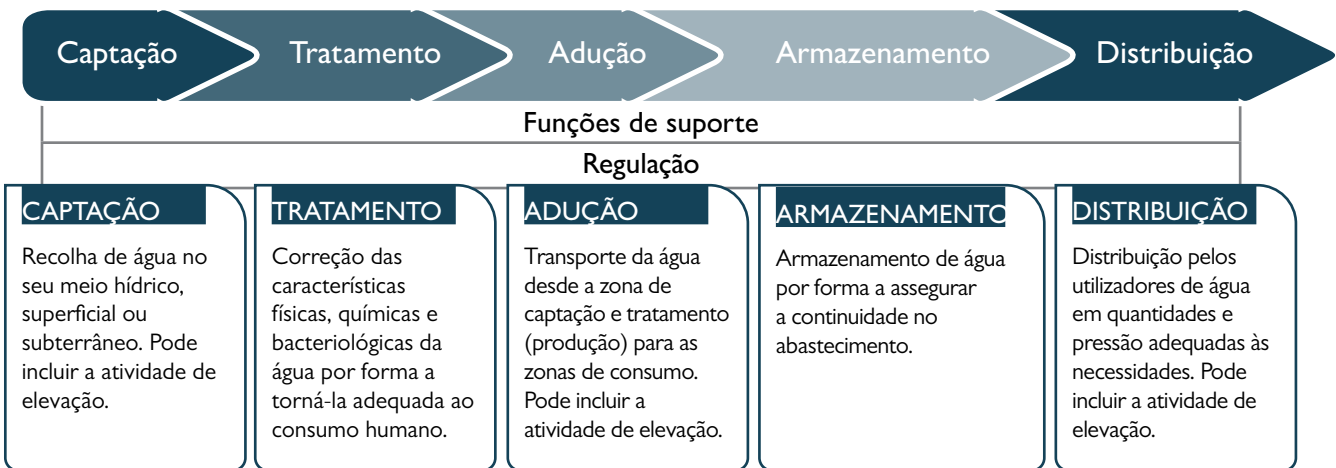 Captação
Tratamento
Adução
Armazenamento
Distribuição
Funções de suporte
Regulação
CAPTAÇÃO
Recolha de água no
seu meio hídrico,
superficial ou
subterrâneo. Pode
incluir a atividade de
elevação.
TRATAMENTO
Correção das
características
físicas, químicas e
bacteriológicas da
água por forma a
torná-la adequada ao
consumo humano.
ADUÇÃO
Transporte da água
desde a zona de
captação e tratamento
(produção) para as
zonas de consumo.
Pode incluir a
atividade de elevação.
ARMAZENAMENTO
Armazenamento de água
por forma a assegurar
a continuidade no
abastecimento.
DISTRIBUIÇÃO
Distribuição pelos
utilizadores de água
em quantidades e
pressão adequadas às
necessidades. Pode
incluir a atividade de
elevação.